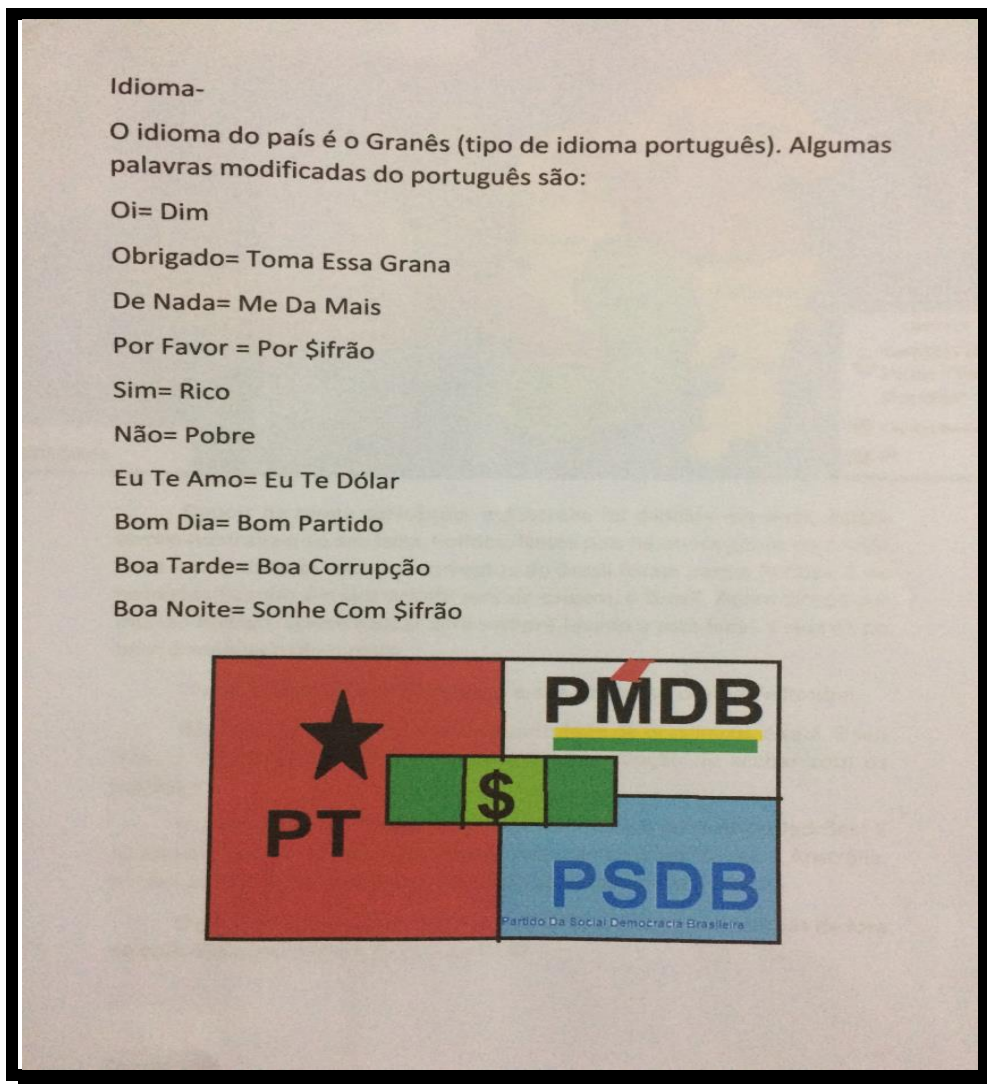 Idioma-
O idioma do país é o Granês (tipo de idioma português). Algumas
palavras modificadas do português são:
Oi= Dim
Obrigado= Toma Essa Grana
De Nada= Me Da Mais
Por Favor = Por $ifrão
Sim= Rico
Não= Pobre
Eu Te Amo= Eu Te Dólar
Bom Dia= Bom Partido
Boa Tarde= Boa Corrupção
Boa Noite= Sonhe Com $ifrão
PMDB
$
PT
PSDB
Partido Da Social Democracia Brasileira